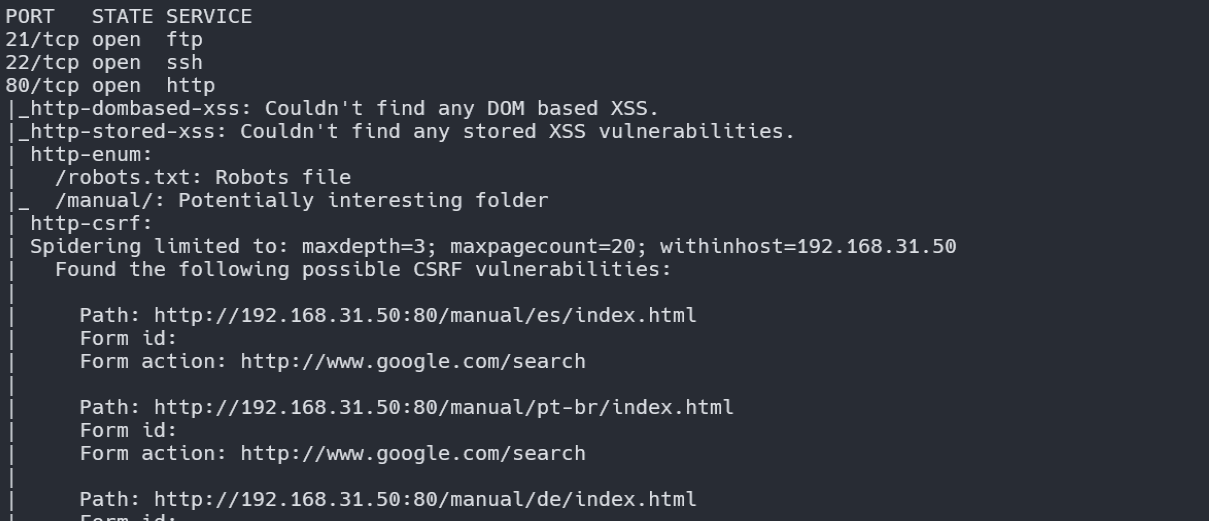 PORT   STATE SERVICE
21/tcp open  ftp
22/tcp open  ssh
80/tcp open  http
|_http-dombased-xss: Couldn't find any DOM based XSS.
|_http-stored-xss: Couldn't find any stored XSS vulnerabilities.
| http-enum:
|   /robots.txt: Robots file
|_  /manual/: Potentially interesting folder
| http-csrf:
| Spidering limited to: maxdepth=3; maxpagecount=20; withinhost=192.168.31.50
|   Found the following possible CSRF vulnerabilities:
|
|     Path: http://192.168.31.50:80/manual/es/index.html
|     Form id:
|     Form action: http://www.google.com/search
|
|     Path: http://192.168.31.50:80/manual/pt-br/index.html
|     Form id:
|     Form action: http://www.google.com/search
|
|     Path: http://192.168.31.50:80/manual/de/index.html
|     Form id: